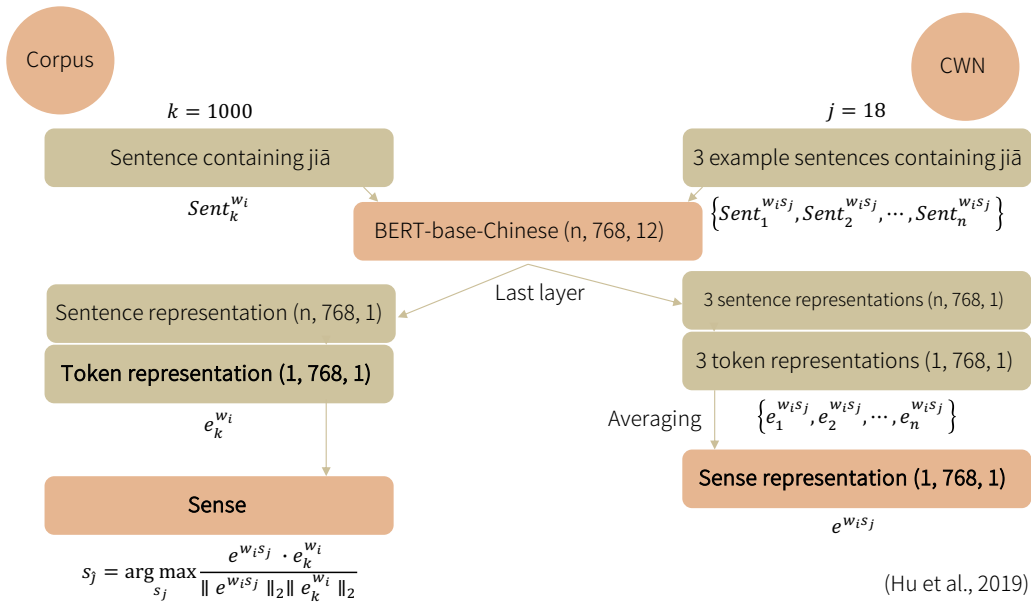 Corpus
CWN
k = 1000
j = 18
Sentence containing jiā
3 example sentences containing jiā
Sent_k^{w_i}
{Sent_1^{w_i s_j}, Sent_2^{w_i s_j}, ⋯, Sent_n^{w_i s_j}}
BERT-base-Chinese (n, 768, 12)
Last layer
Sentence representation (n, 768, 1)
3 sentence representations (n, 768, 1)
Token representation (1, 768, 1)
3 token representations (1, 768, 1)
e_k^{w_i}
Averaging
{e_1^{w_i s_j}, e_2^{w_i s_j}, ⋯, e_n^{w_i s_j}}
Sense
Sense representation (1, 768, 1)
e^{w_i s_j}
s_ĵ = arg max_{s_j} \frac{e^{w_i s_j} · e_k^{w_i}}{‖ e^{w_i s_j} ‖_2 ‖ e_k^{w_i} ‖_2}
(Hu et al., 2019)